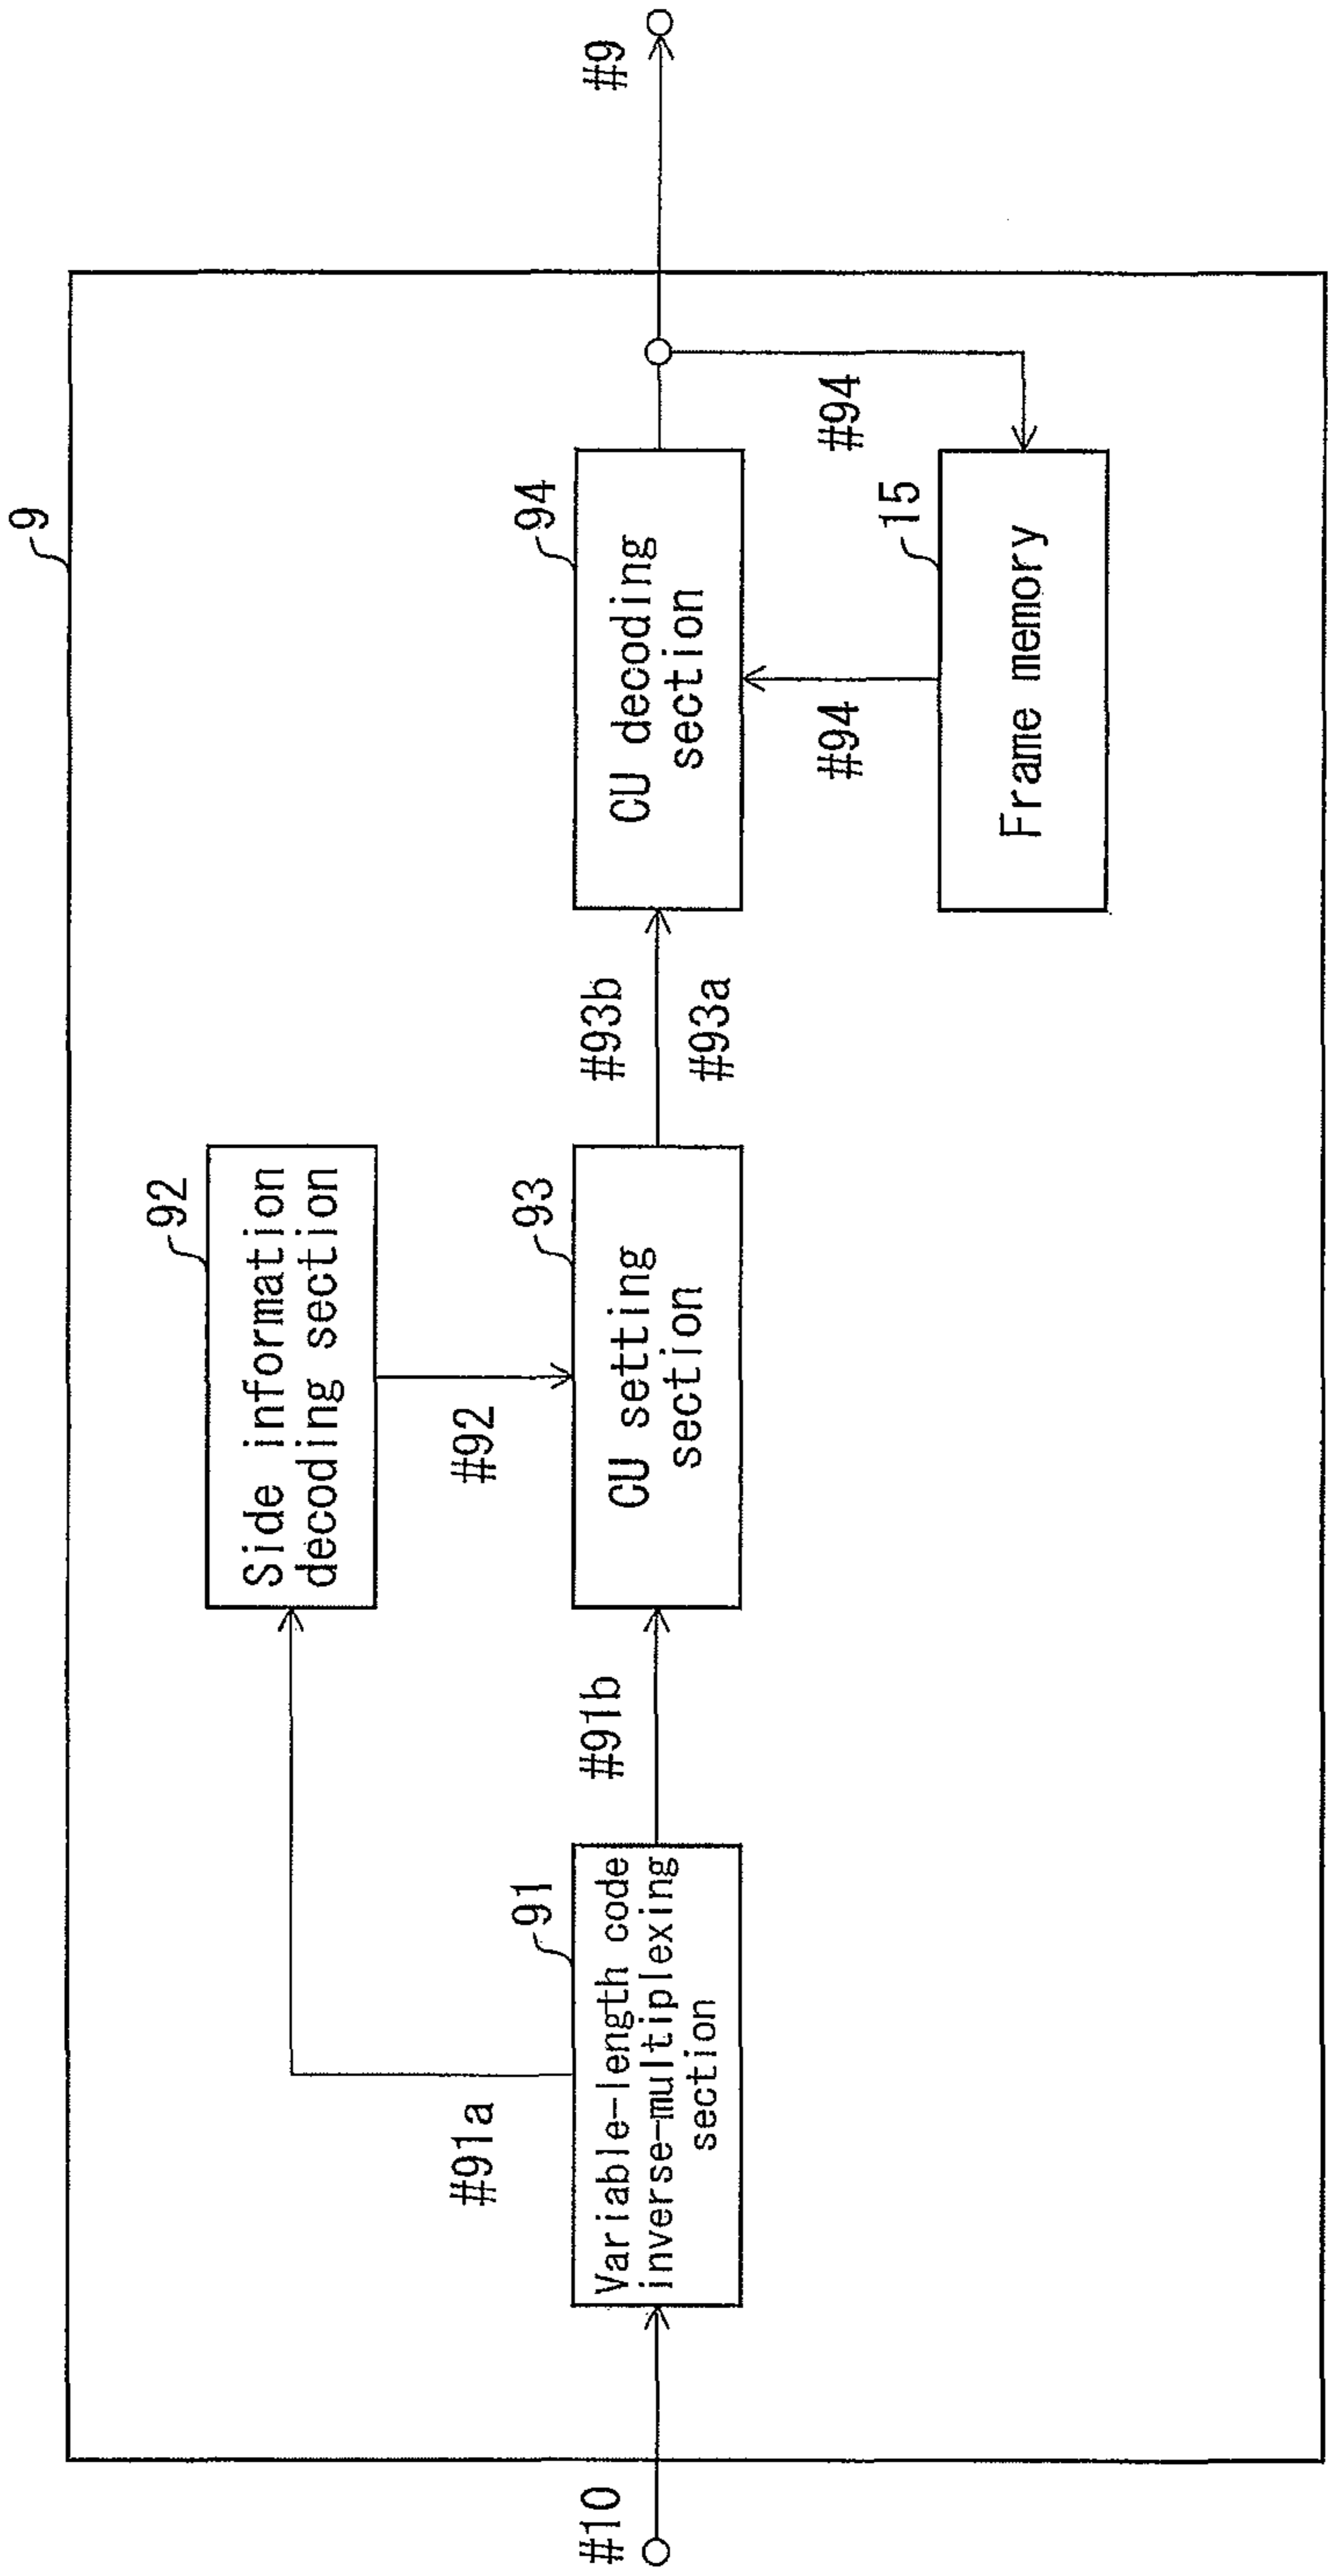 9
#10
Variable-length code
inverse-multiplexing
section
91
#91a
#91b
Side information
decoding section
92
#92
CU setting
section
93
#93b
#93a
CU decoding
section
94
#94
#94
Frame memory
15
#9